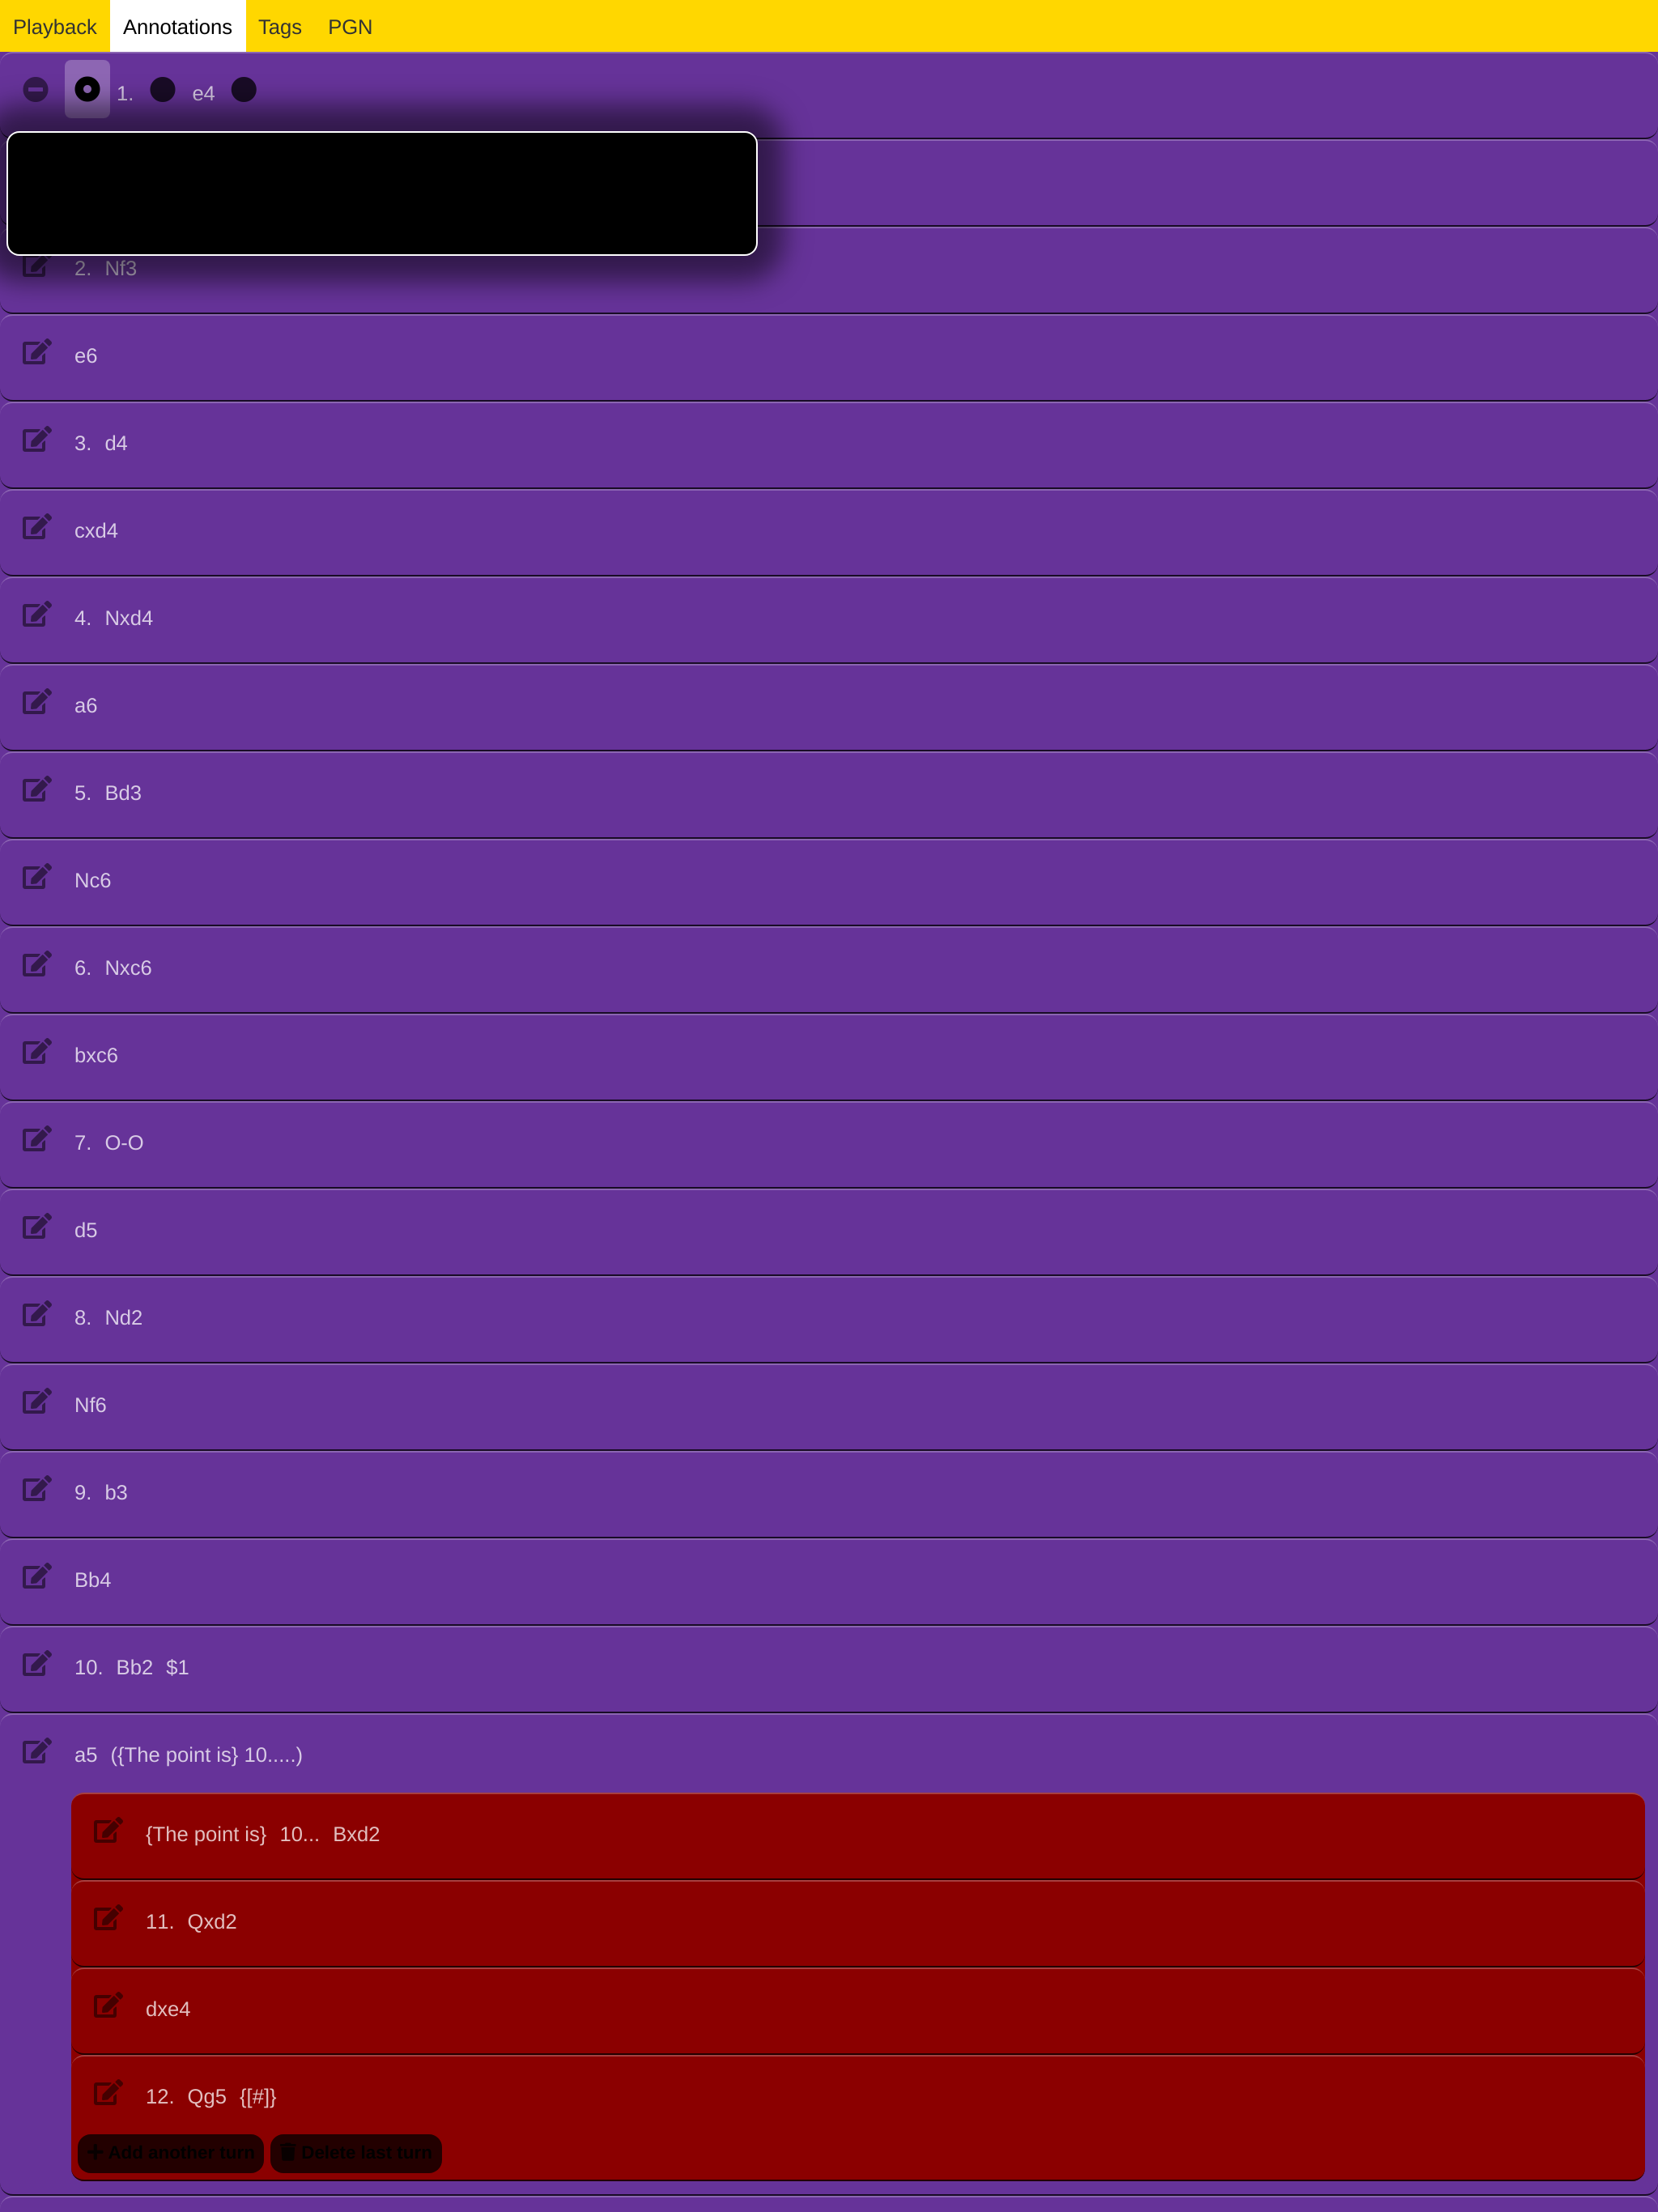 Playback Annotations Tags PGN
1. e4
2. Nf3
e6
3. d4
cxd4
4. Nxd4
a6
5. Bd3
Nc6
6. Nxc6
bxc6
7. O-O
d5
8. Nd2
Nf6
9. b3
Bb4
10. Bb2 $1
a5 ({The point is} 10.....)
{The point is} 10... Bxd2
11. Qxd2
dxe4
12. Qg5 {[#]}
Add another turn Delete last turn